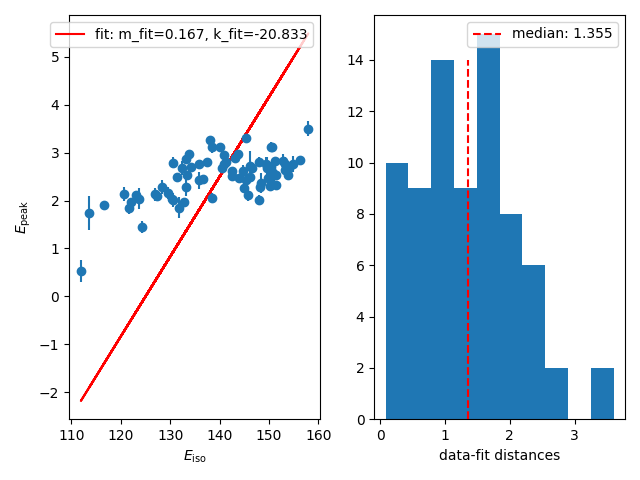 fit: m_fit=0.167, k_fit=-20.833
5
4
3
2
1
0
−1
−2
E_peak
110 120 130 140 150 160
E_iso
median: 1.355
14
12
10
8
6
4
2
0
0 1 2 3
data-fit distances